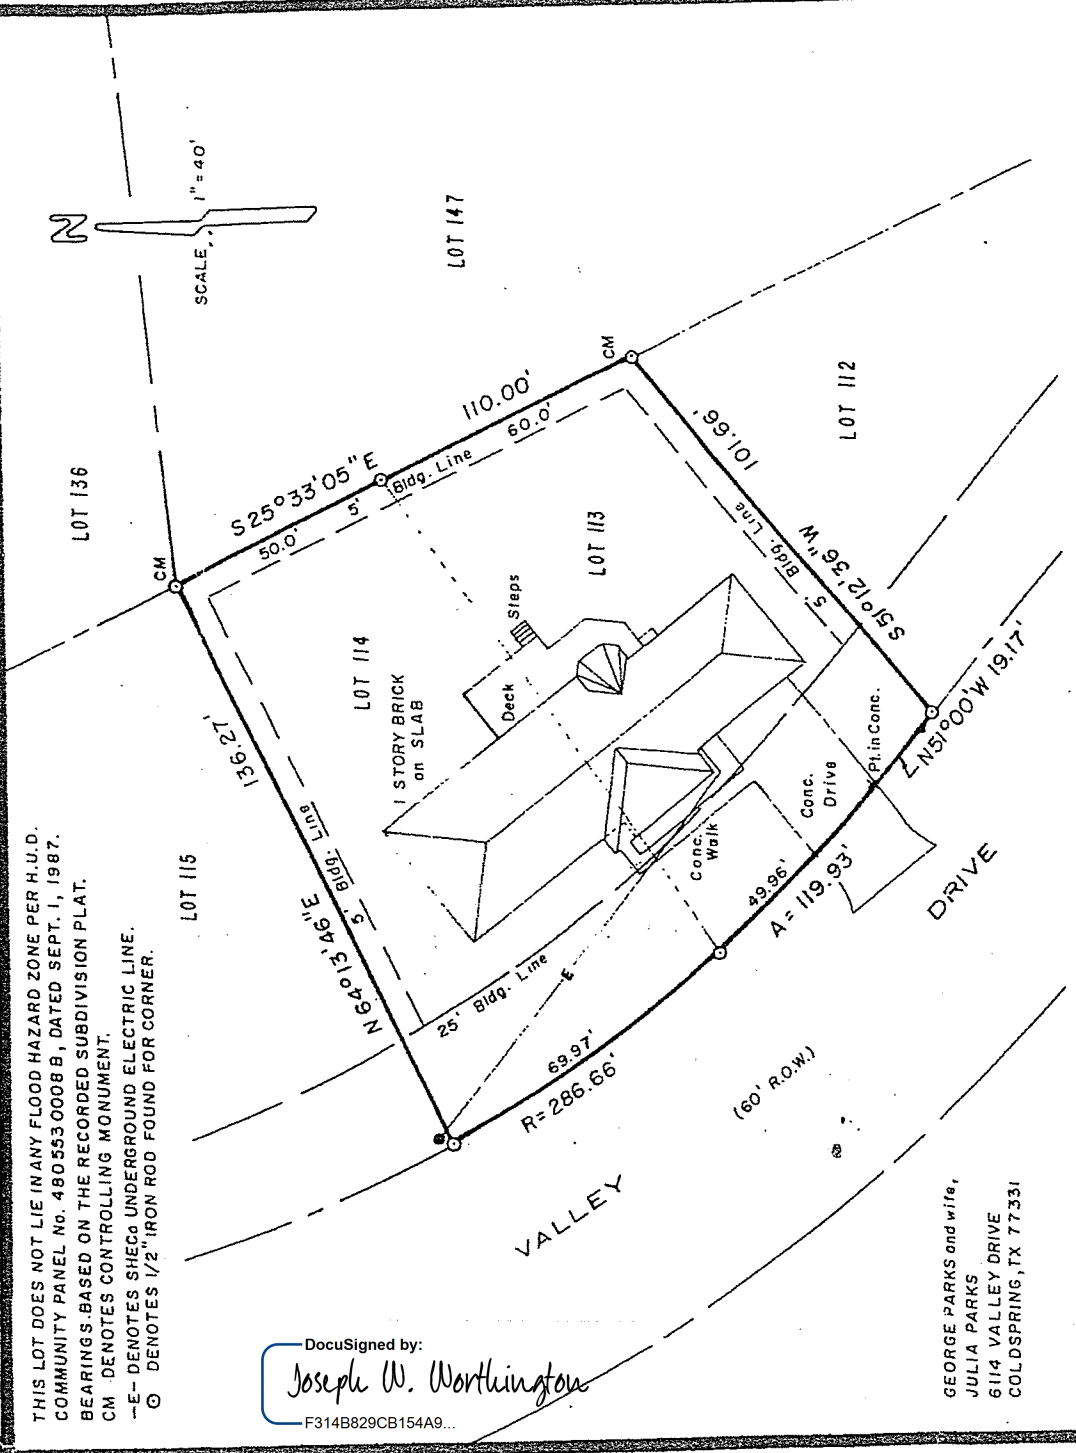 THIS LOT DOES NOT LIE IN ANY FLOOD HAZARD ZONE PER H.U.D.
COMMUNITY PANEL No. 480553 0008 B, DATED SEPT. 1, 1987.
BEARINGS BASED ON THE RECORDED SUBDIVISION PLAT.
CM DENOTES CONTROLLING MONUMENT.
-E- DENOTES SHECo UNDERGROUND ELECTRIC LINE.
⊙ DENOTES 1/2" IRON ROD FOUND FOR CORNER.
N
SCALE, 1" = 40'
LOT 136
LOT 147
LOT 115
LOT 112
CM
CM
S 25° 33' 05" E
110.00'
50.0'
5' Bldg. Line
60.0'
136.27'
N 64° 13' 46" E
5' Bldg. Line
101.66'
S 51° 12' 36" W
5' Bldg. Line
LOT 114
LOT 113
1 STORY BRICK
on SLAB
Deck
Steps
25' Bldg. Line
E
Conc.
Walk
Conc.
Drive
Pt. in Conc.
N 51° 00' W 19.17'
49.96'
A = 119.93'
69.97'
R = 286.66'
VALLEY
DRIVE
(60' R.O.W.)
GEORGE PARKS and wife,
JULIA PARKS
6114 VALLEY DRIVE
COLDSPRING, TX 77331
DocuSigned by:
Joseph W. Worthington
F314B829CB154A9...